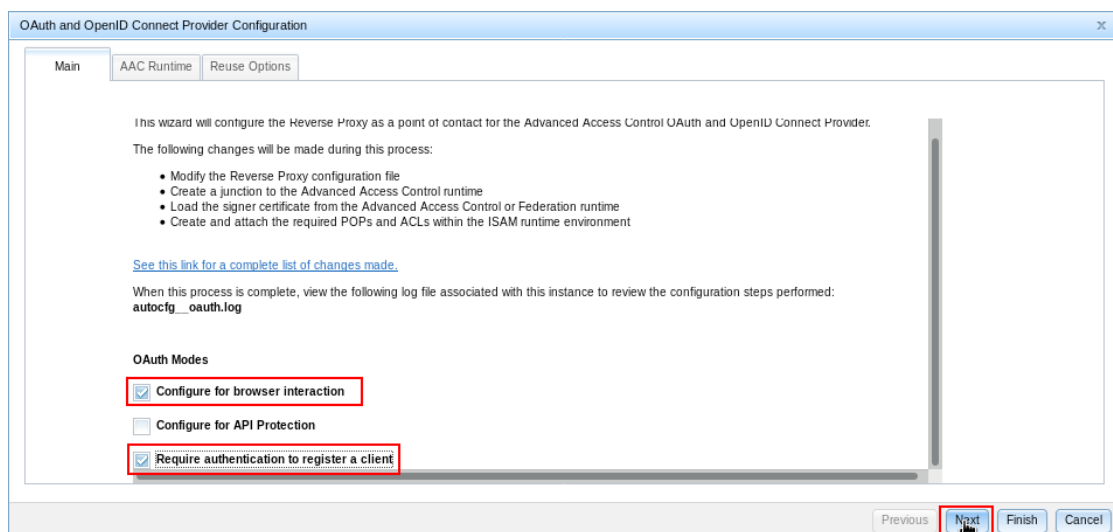 OAuth and OpenID Connect Provider Configuration
x
Main
AAC Runtime
Reuse Options
This wizard will configure the Reverse Proxy as a point of contact for the Advanced Access Control OAuth and OpenID Connect Provider.
The following changes will be made during this process:
• Modify the Reverse Proxy configuration file
• Create a junction to the Advanced Access Control runtime
• Load the signer certificate from the Advanced Access Control or Federation runtime
• Create and attach the required POPs and ACLs within the ISAM runtime environment
See this link for a complete list of changes made.
When this process is complete, view the following log file associated with this instance to review the configuration steps performed:
autocfg__oauth.log
OAuth Modes
Configure for browser interaction
Configure for API Protection
Require authentication to register a client
Previous
Next
Finish
Cancel